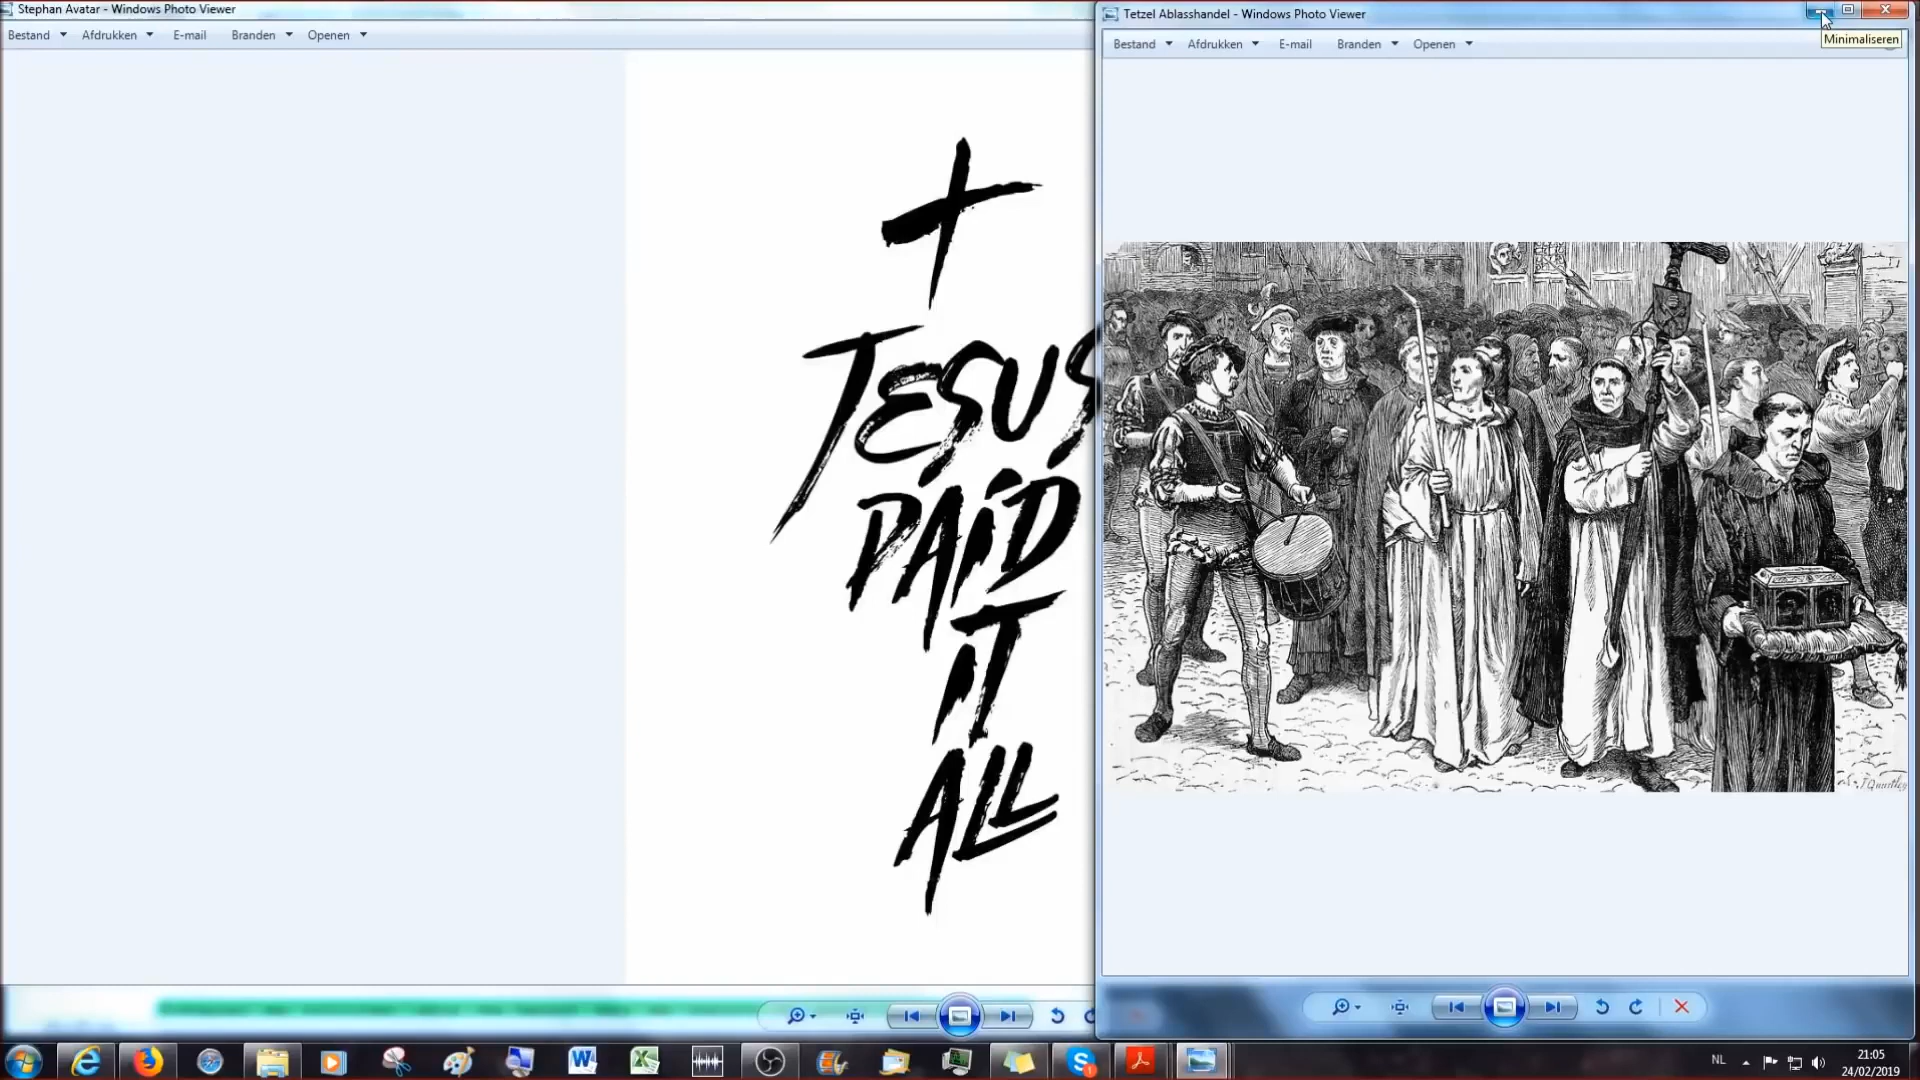 Stephan Avatar - Windows Photo Viewer
Bestand Afdrukken E-mail Branden Openen
Tetzel Ablasshandel - Windows Photo Viewer
Minimaliseren
Bestand Afdrukken E-mail Branden Openen
JESUS
PAID
IT
ALL
NL
21:05
24/02/2019